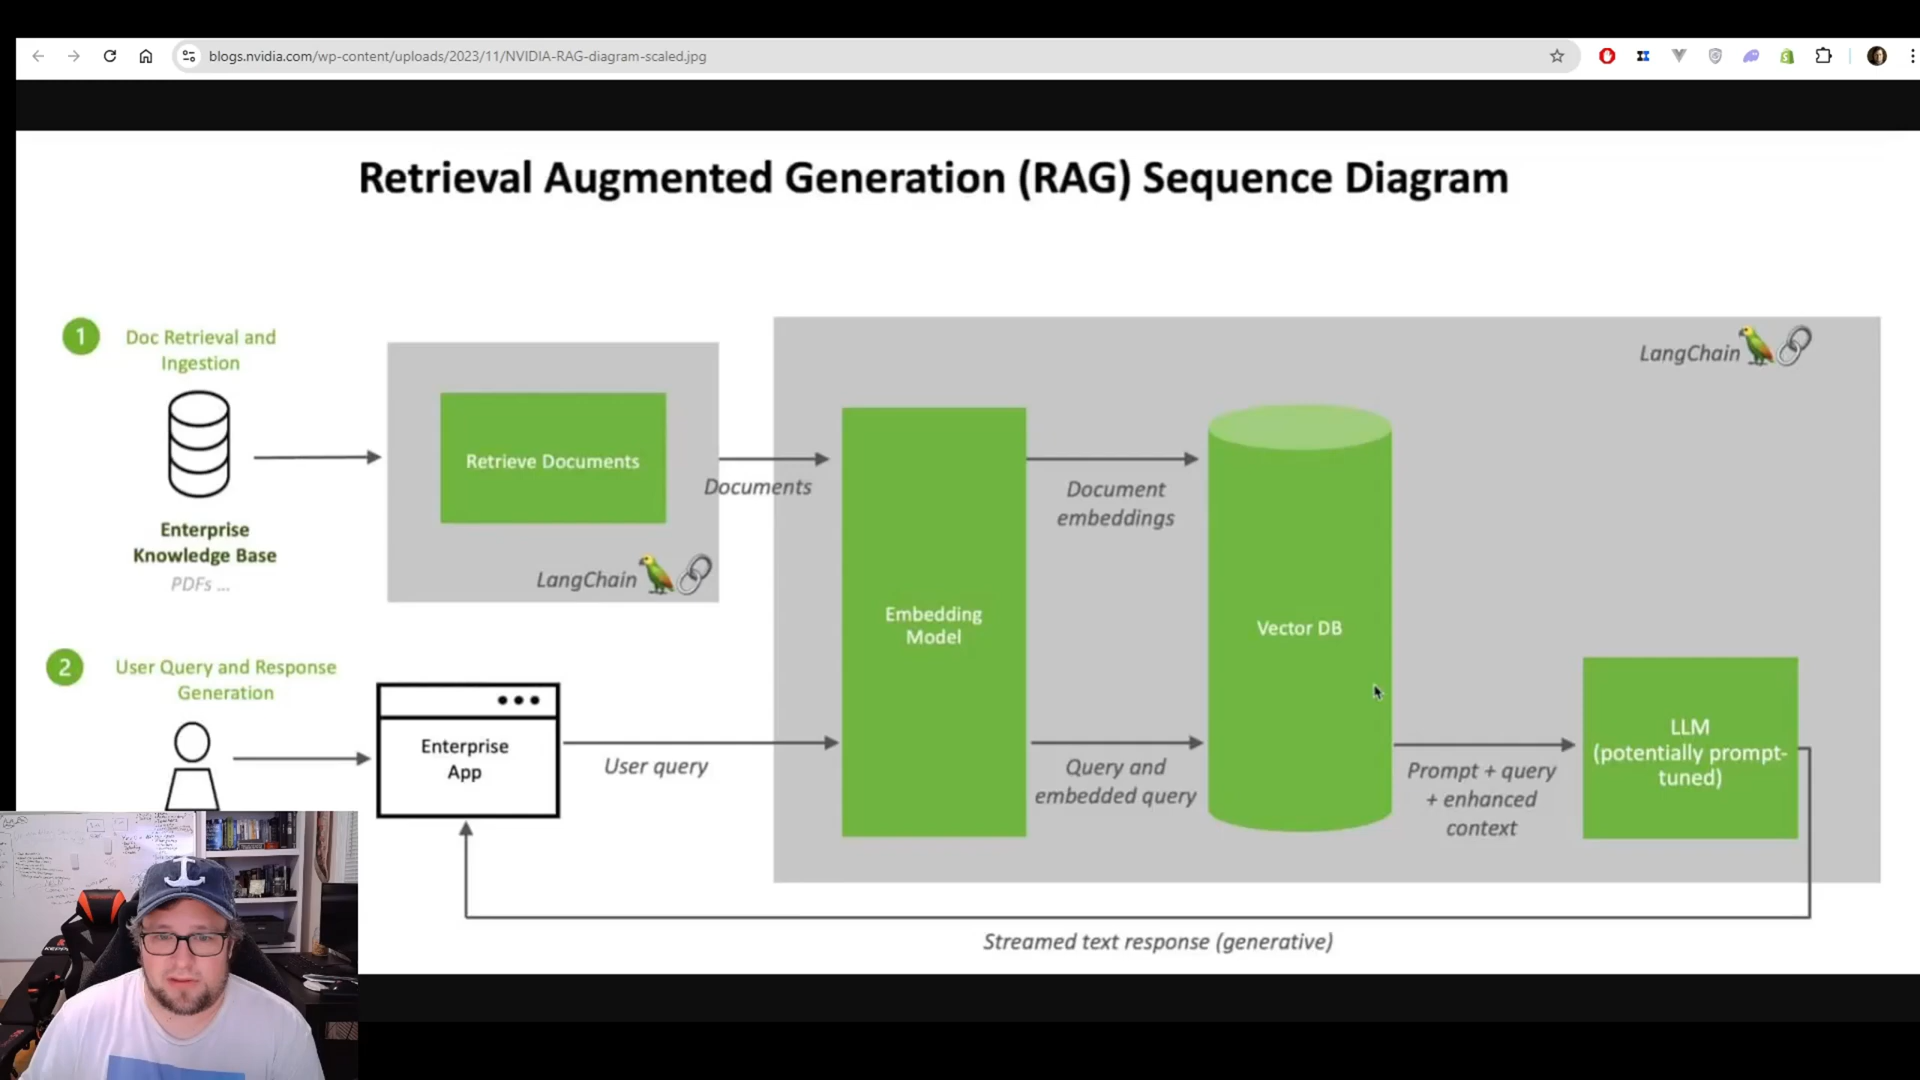 blogs.nvidia.com/wp-content/uploads/2023/11/NVIDIA-RAG-diagram-scaled.jpg
Retrieval Augmented Generation (RAG) Sequence Diagram
1
Doc Retrieval and
Ingestion
Enterprise
Knowledge Base
PDFs ...
Retrieve Documents
LangChain
Documents
LangChain
Embedding
Model
Document
embeddings
Vector DB
2
User Query and Response
Generation
Enterprise
App
User query
Query and
embedded query
Prompt + query
+ enhanced
context
LLM
(potentially prompt-
tuned)
Streamed text response (generative)